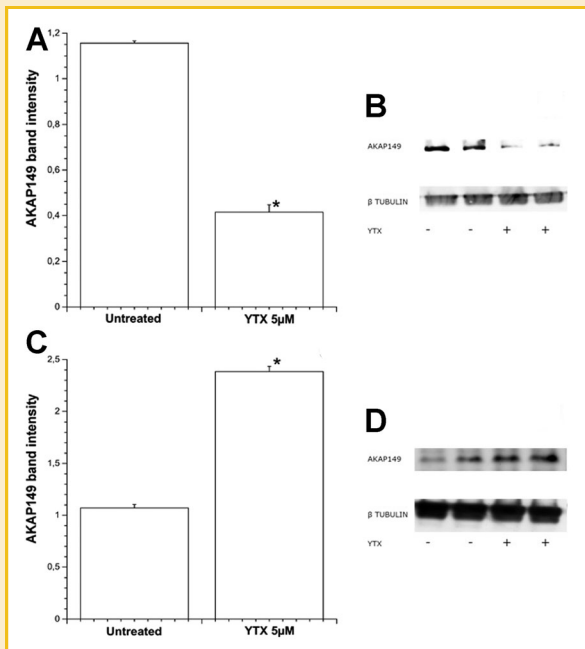 A
AKAP149 band intensity
1,2
1
0,8
0,6
0,4
0,2
0
*
Untreated
YTX 5µM
B
AKAP149
β TUBULIN
YTX
- - + +
C
AKAP149 band intensity
2,5
2
1,5
1
0,5
0
*
Untreated
YTX 5µM
D
AKAP149
β TUBULIN
YTX
- - + +